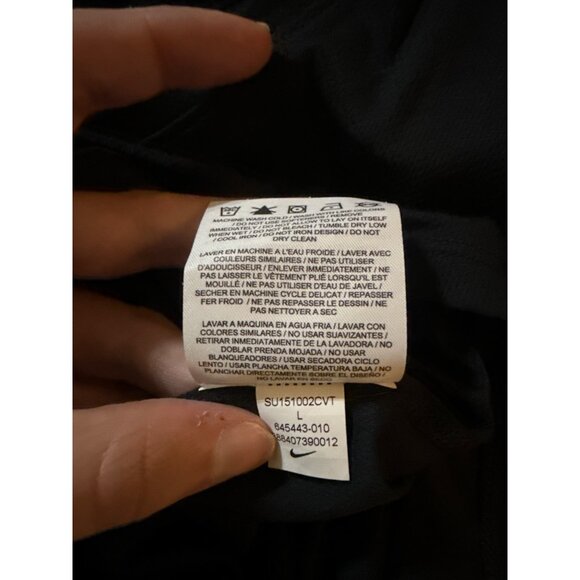 MACHINE WASH COLD / WASH WITH LIKE COLORS
/ DO NOT USE SOFTENERS / REMOVE
IMMEDIATELY / DO NOT ALLOW TO LAY ON ITSELF
WHEN WET / DO NOT BLEACH / TUMBLE DRY LOW
/ COOL IRON / DO NOT IRON DESIGN / DO NOT
DRY CLEAN
LAVER EN MACHINE A L'EAU FROIDE / LAVER AVEC
COULEURS SIMILAIRES / NE PAS UTILISER
D'ADOUCISSEUR / ENLEVER IMMEDIATEMENT / NE
PAS LAISSER LE VÊTEMENT PLIÉ LORSQU'IL EST
MOUILLÉ / NE PAS UTILISER D'EAU DE JAVEL /
SECHER EN MACHINE CYCLE DELICAT / REPASSER
FER FROID / NE PAS REPASSER LE DESSIN / NE
PAS NETTOYER A SEC
LAVAR A MAQUINA EN AGUA FRIA / LAVAR CON
COLORES SIMILARES / NO USAR SUAVIZANTES /
RETIRAR INMEDIATAMENTE DE LA LAVADORA / NO
DOBLAR PRENDA MOJADA / NO USAR
BLANQUEADORES / USAR SECADORA CICLO
LENTO / USAR PLANCHA TEMPERATURA BAJA / NO
PLANCHAR DIRECTAMENTE SOBRE EL DISEÑO /
NO LAVAR EN SECO
SU151002CVT
L
645443-010
88407390012